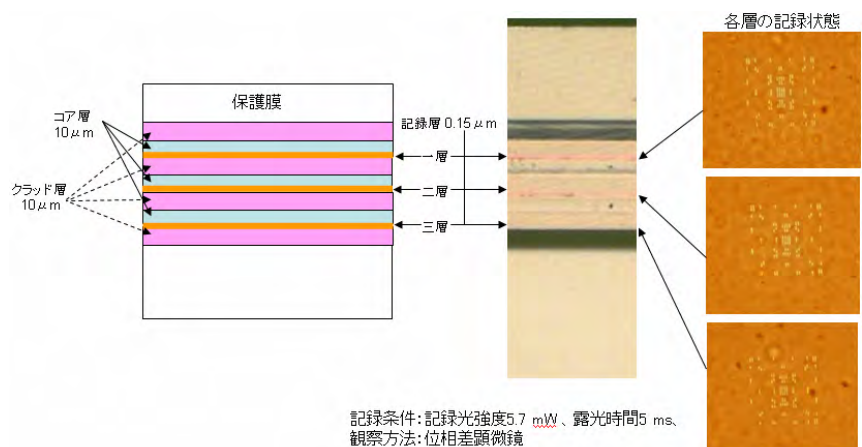 各層の記録状態
保護膜
コア層
10μm
記録層 0.15μm
一層
クラッド層
10μm
二層
三層
記録条件:記録光強度5.7 mW、露光時間5 ms、
観察方法:位相差顕微鏡